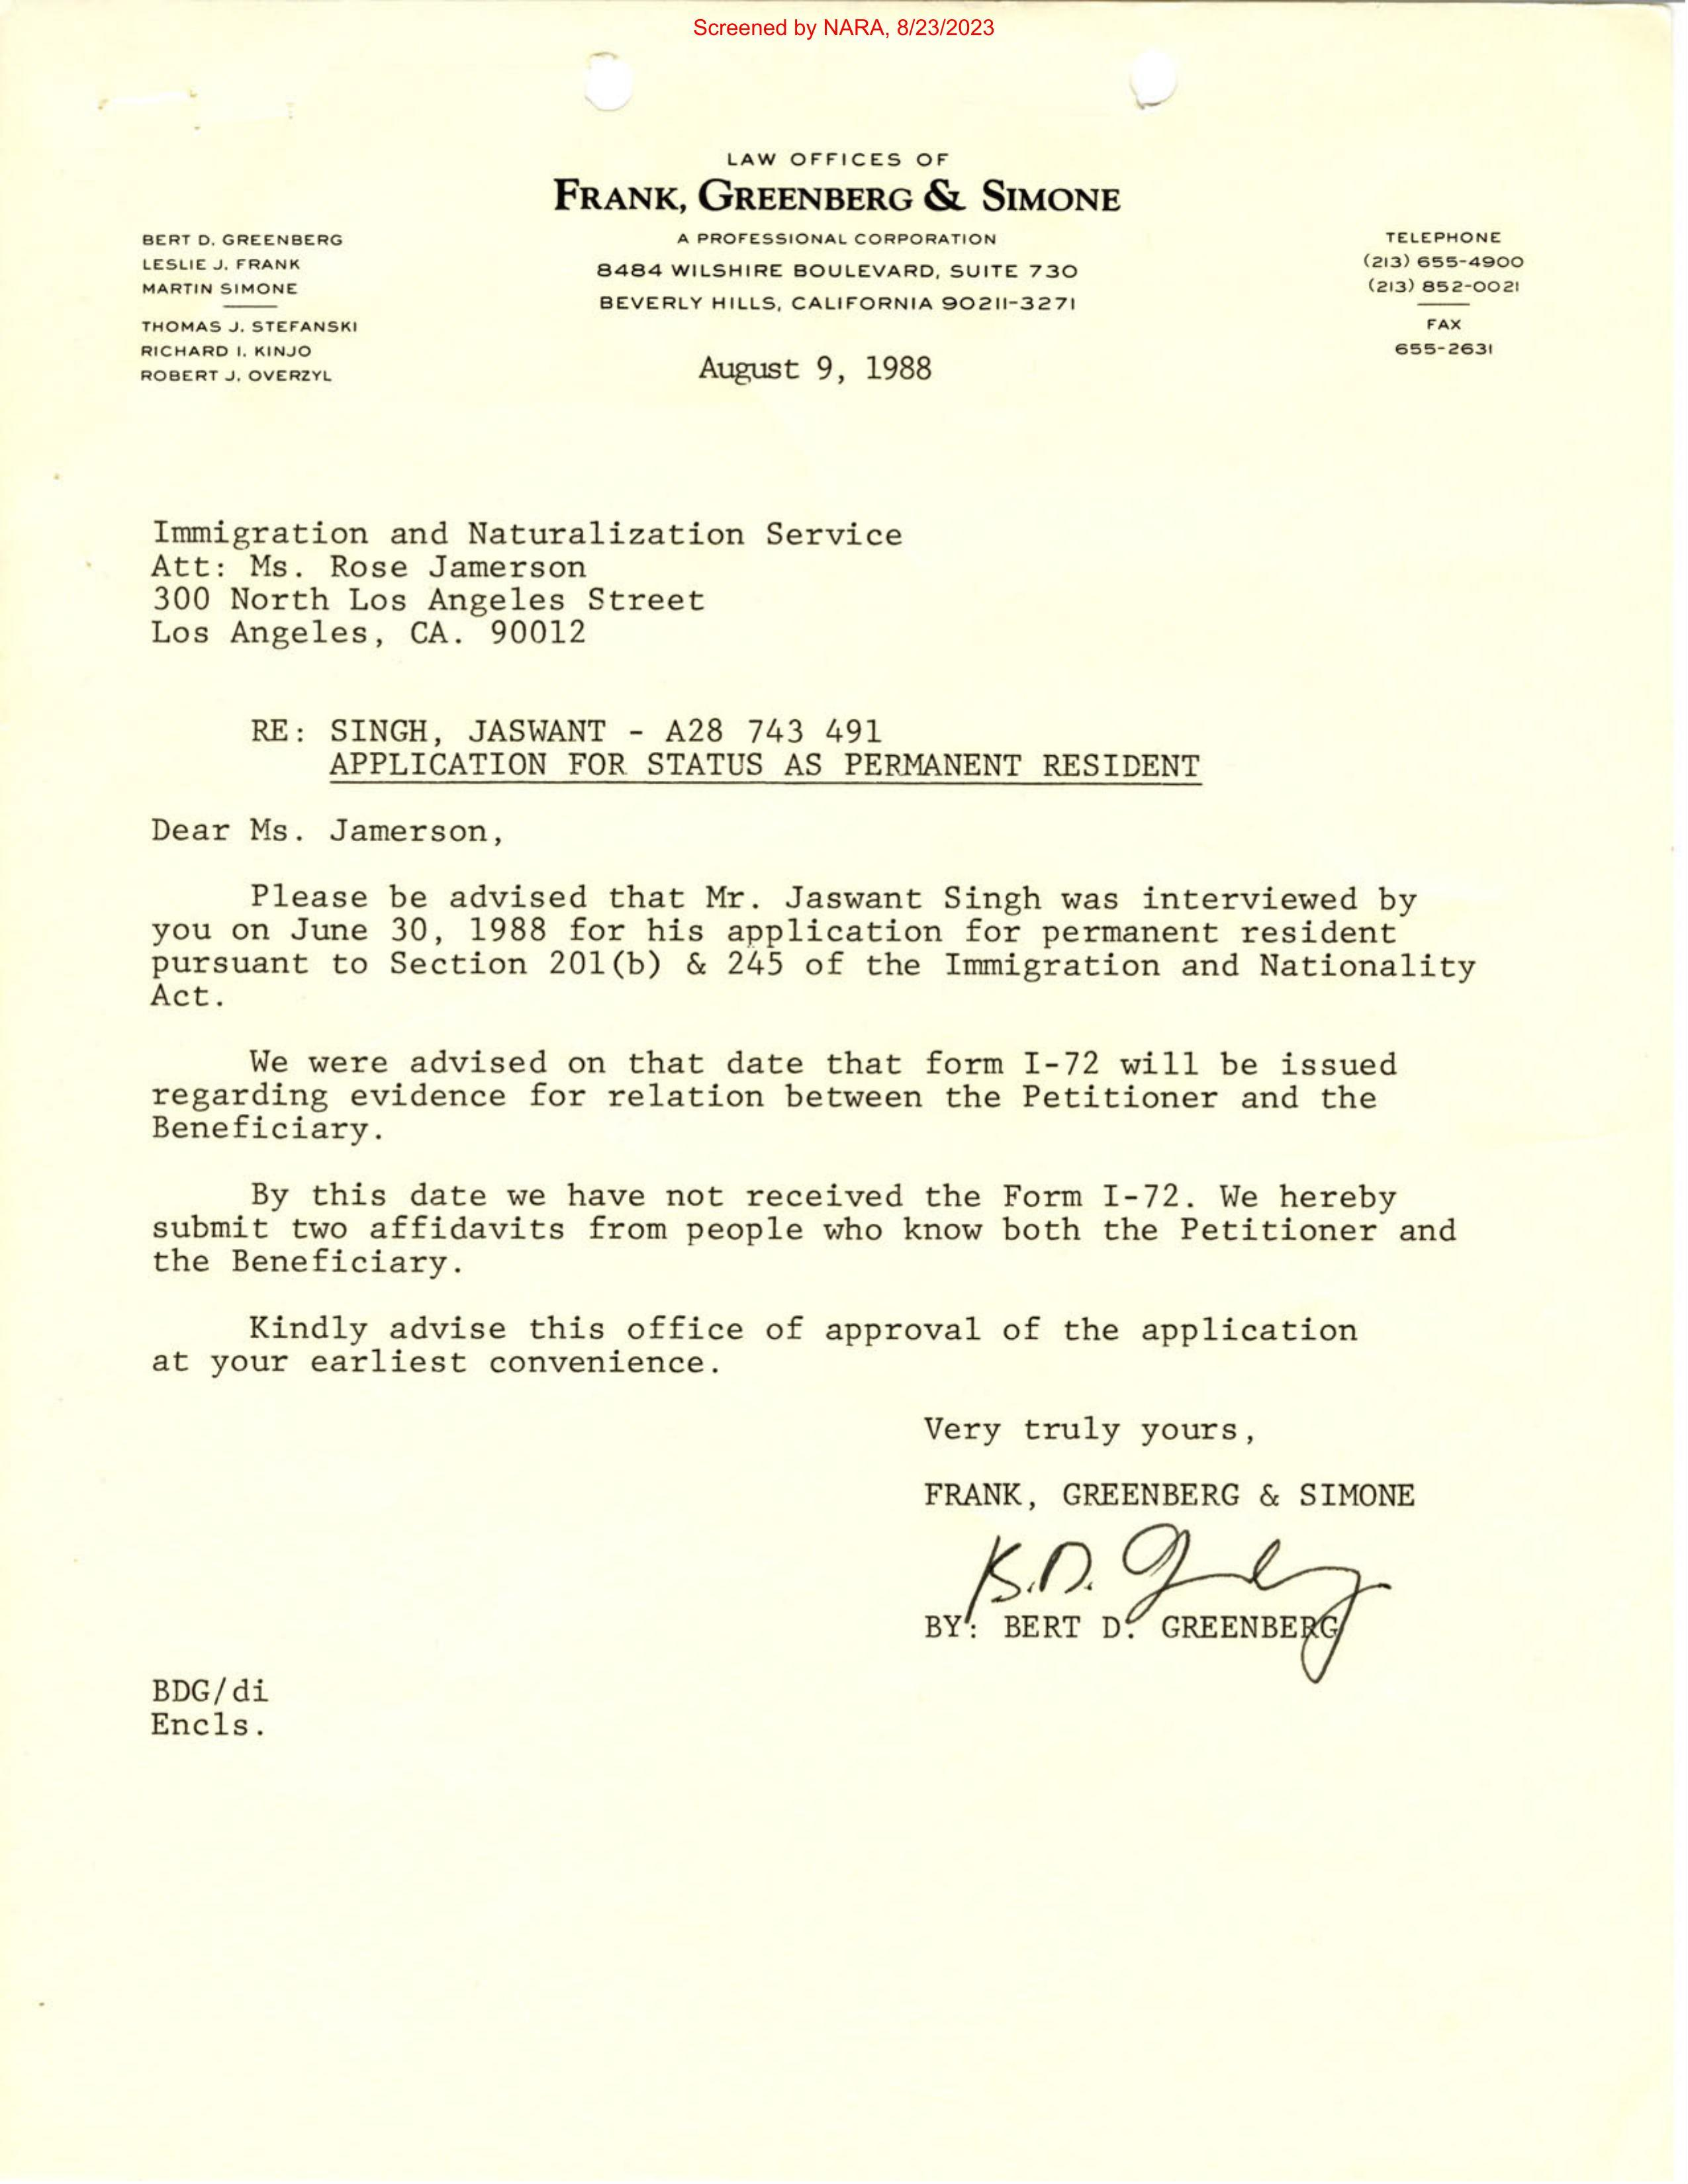 Screened by NARA, 8/23/2023
LAW OFFICES OF
FRANK, GREENBERG & SIMONE
A PROFESSIONAL CORPORATION
8484 WILSHIRE BOULEVARD, SUITE 730
BEVERLY HILLS, CALIFORNIA 90211-3271
BERT D. GREENBERG
LESLIE J. FRANK
MARTIN SIMONE
THOMAS J. STEFANSKI
RICHARD I. KINJO
ROBERT J. OVERZYL
TELEPHONE
(213) 655-4900
(213) 852-0021
FAX
655-2631
August 9, 1988
Immigration and Naturalization Service
Att: Ms. Rose Jamerson
300 North Los Angeles Street
Los Angeles, CA. 90012
RE: SINGH, JASWANT - A28 743 491
APPLICATION FOR STATUS AS PERMANENT RESIDENT
Dear Ms. Jamerson,
Please be advised that Mr. Jaswant Singh was interviewed by
you on June 30, 1988 for his application for permanent resident
pursuant to Section 201(b) & 245 of the Immigration and Nationality
Act.
We were advised on that date that form I-72 will be issued
regarding evidence for relation between the Petitioner and the
Beneficiary.
By this date we have not received the Form I-72. We hereby
submit two affidavits from people who know both the Petitioner and
the Beneficiary.
Kindly advise this office of approval of the application
at your earliest convenience.
Very truly yours,
FRANK, GREENBERG & SIMONE
BY: BERT D. GREENBERG
BDG/di
Encls.